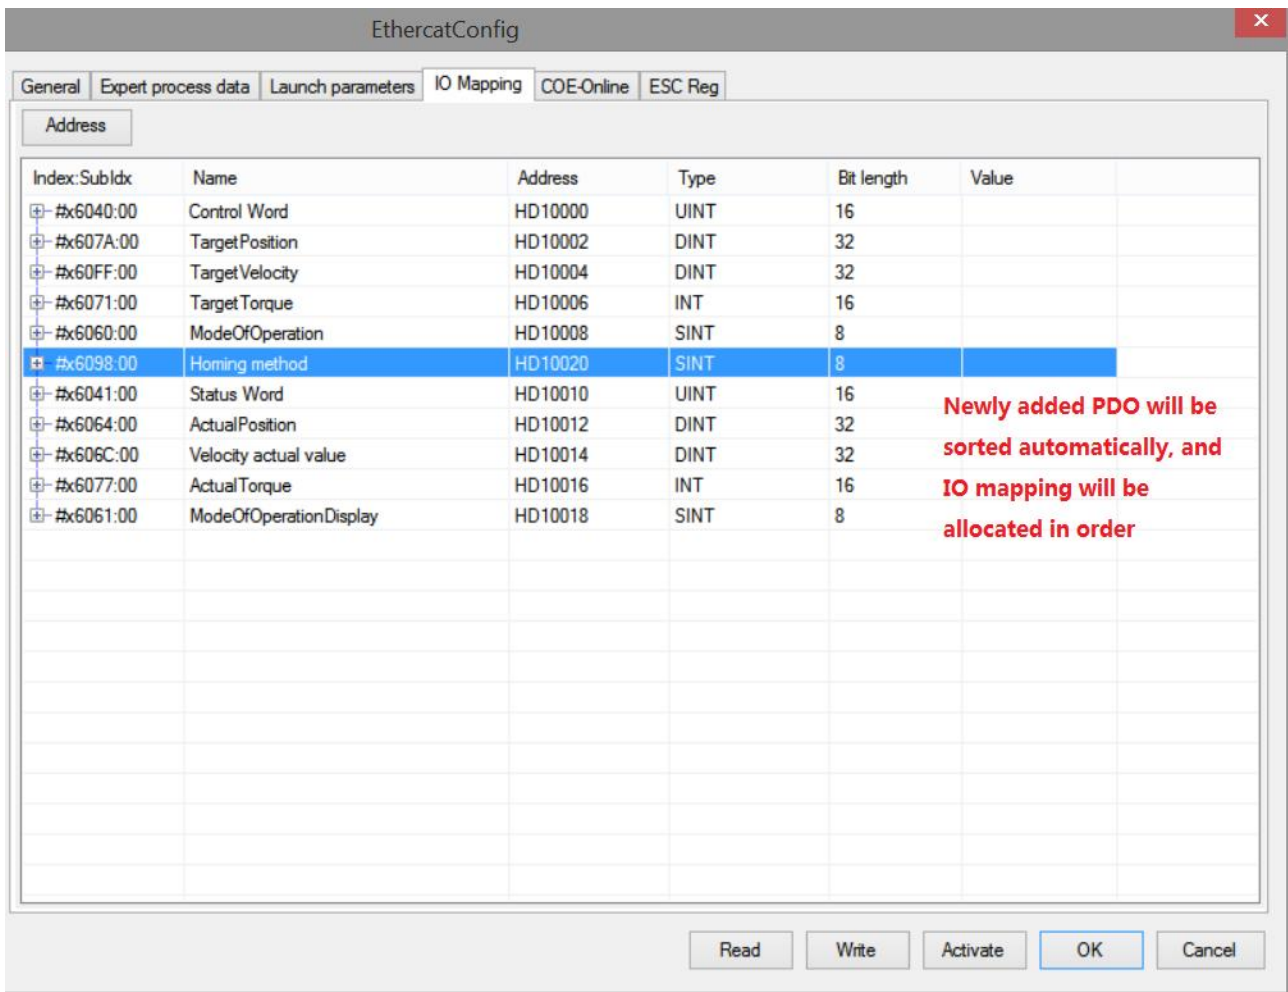 EthercatConfig
x
General Expert process data Launch parameters IO Mapping COE-Online ESC Reg
Address
Index:SubIdx Name Address Type Bit length Value
#x6040:00 Control Word HD10000 UINT 16
#x607A:00 TargetPosition HD10002 DINT 32
#x60FF:00 TargetVelocity HD10004 DINT 32
#x6071:00 TargetTorque HD10006 INT 16
#x6060:00 ModeOfOperation HD10008 SINT 8
#x6098:00 Homing method HD10020 SINT 8
#x6041:00 Status Word HD10010 UINT 16
#x6064:00 ActualPosition HD10012 DINT 32
#x606C:00 Velocity actual value HD10014 DINT 32
#x6077:00 ActualTorque HD10016 INT 16
#x6061:00 ModeOfOperationDisplay HD10018 SINT 8
Newly added PDO will be
sorted automatically, and
IO mapping will be
allocated in order
Read Write Activate OK Cancel